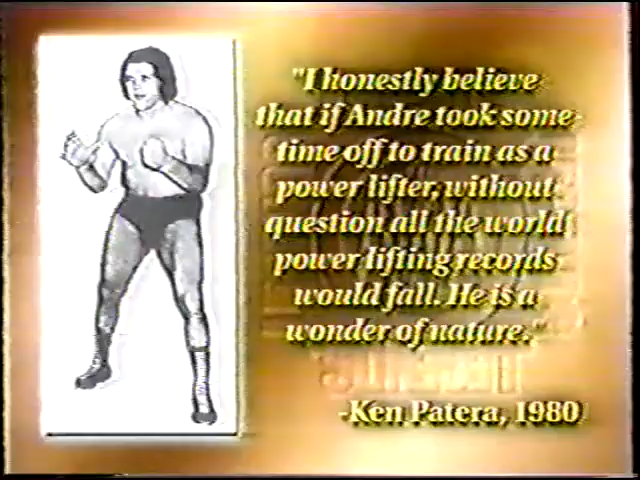 "I honestly believe
that if Andre took some
time off to train as a
power lifter, without
question all the world
power lifting records
would fall. He is a
wonder of nature."
-Ken Patera, 1980